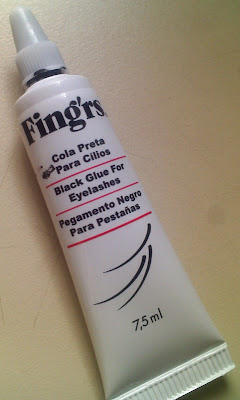 Fing'rs
Cola Preta
Para Cílios
Black Glue For
Eyelashes
Pegamento Negro
Para Pestañas
7,5 ml